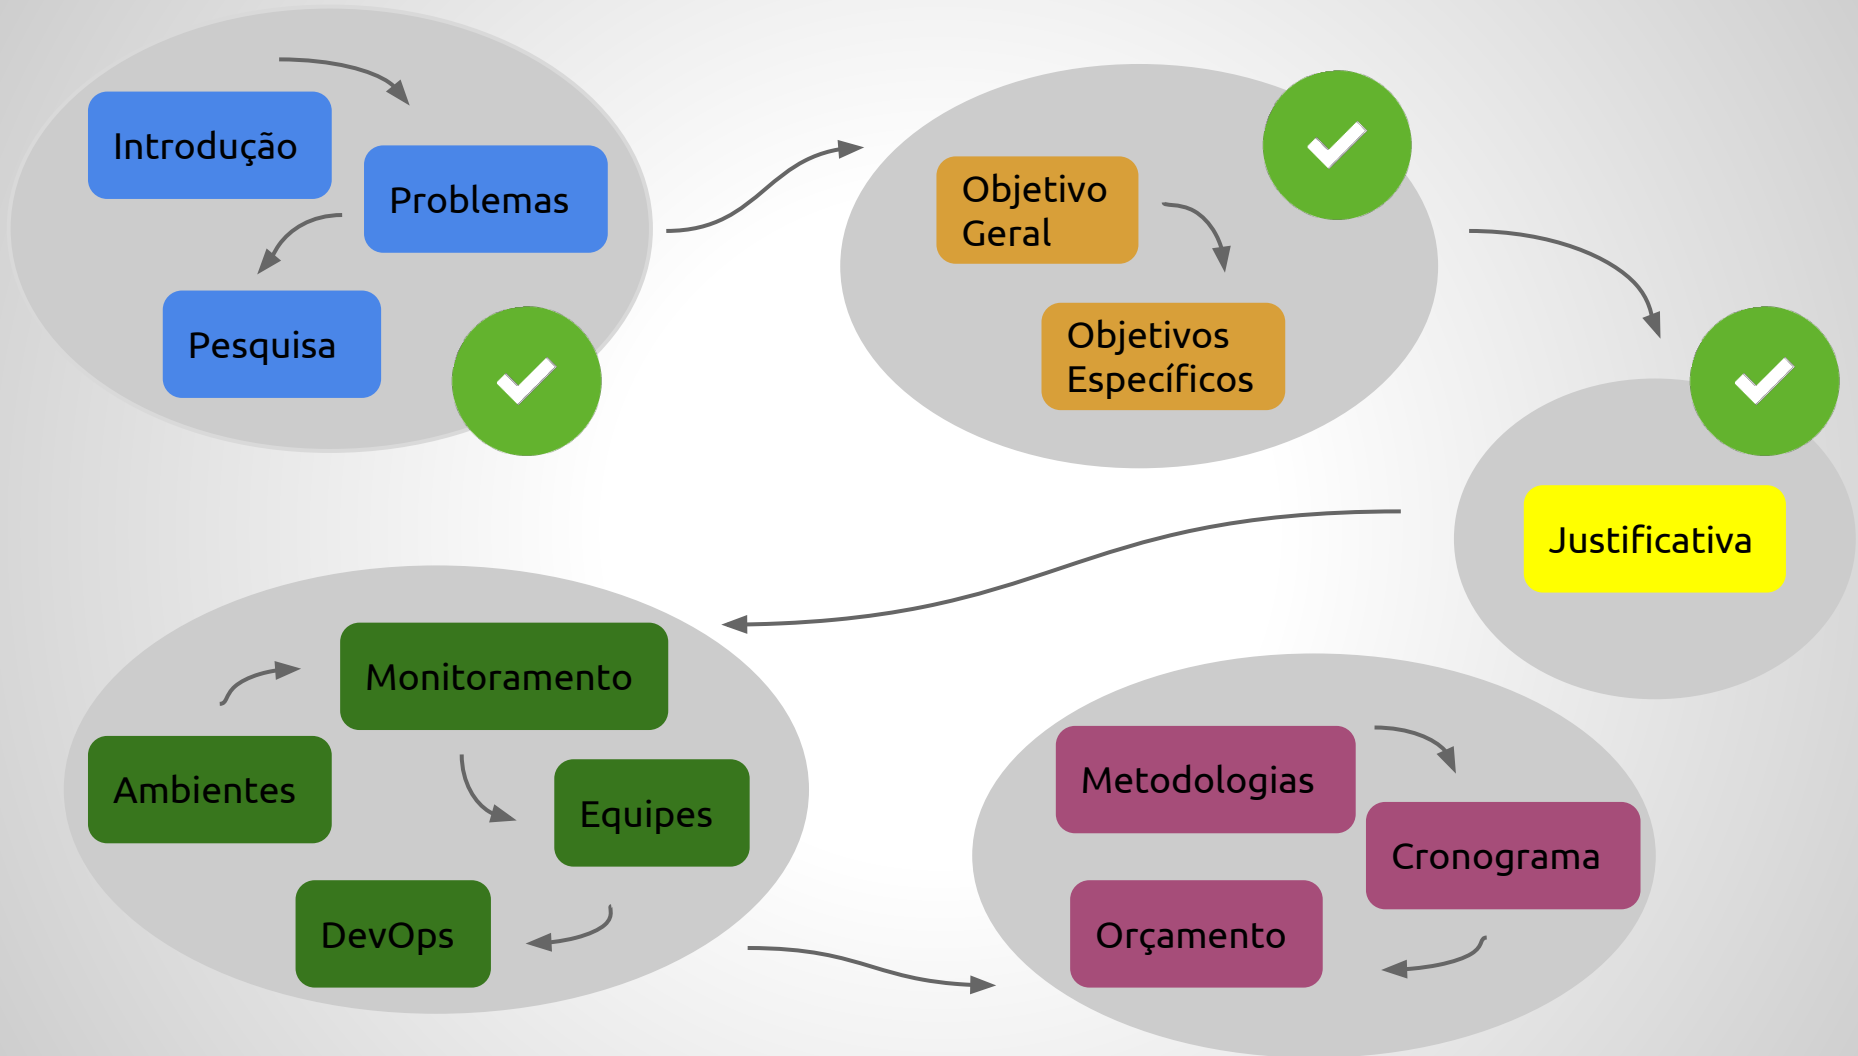 Introdução
Problemas
Pesquisa
Objetivo
Geral
Objetivos
Específicos
Justificativa
Monitoramento
Ambientes
Equipes
DevOps
Metodologias
Cronograma
Orçamento